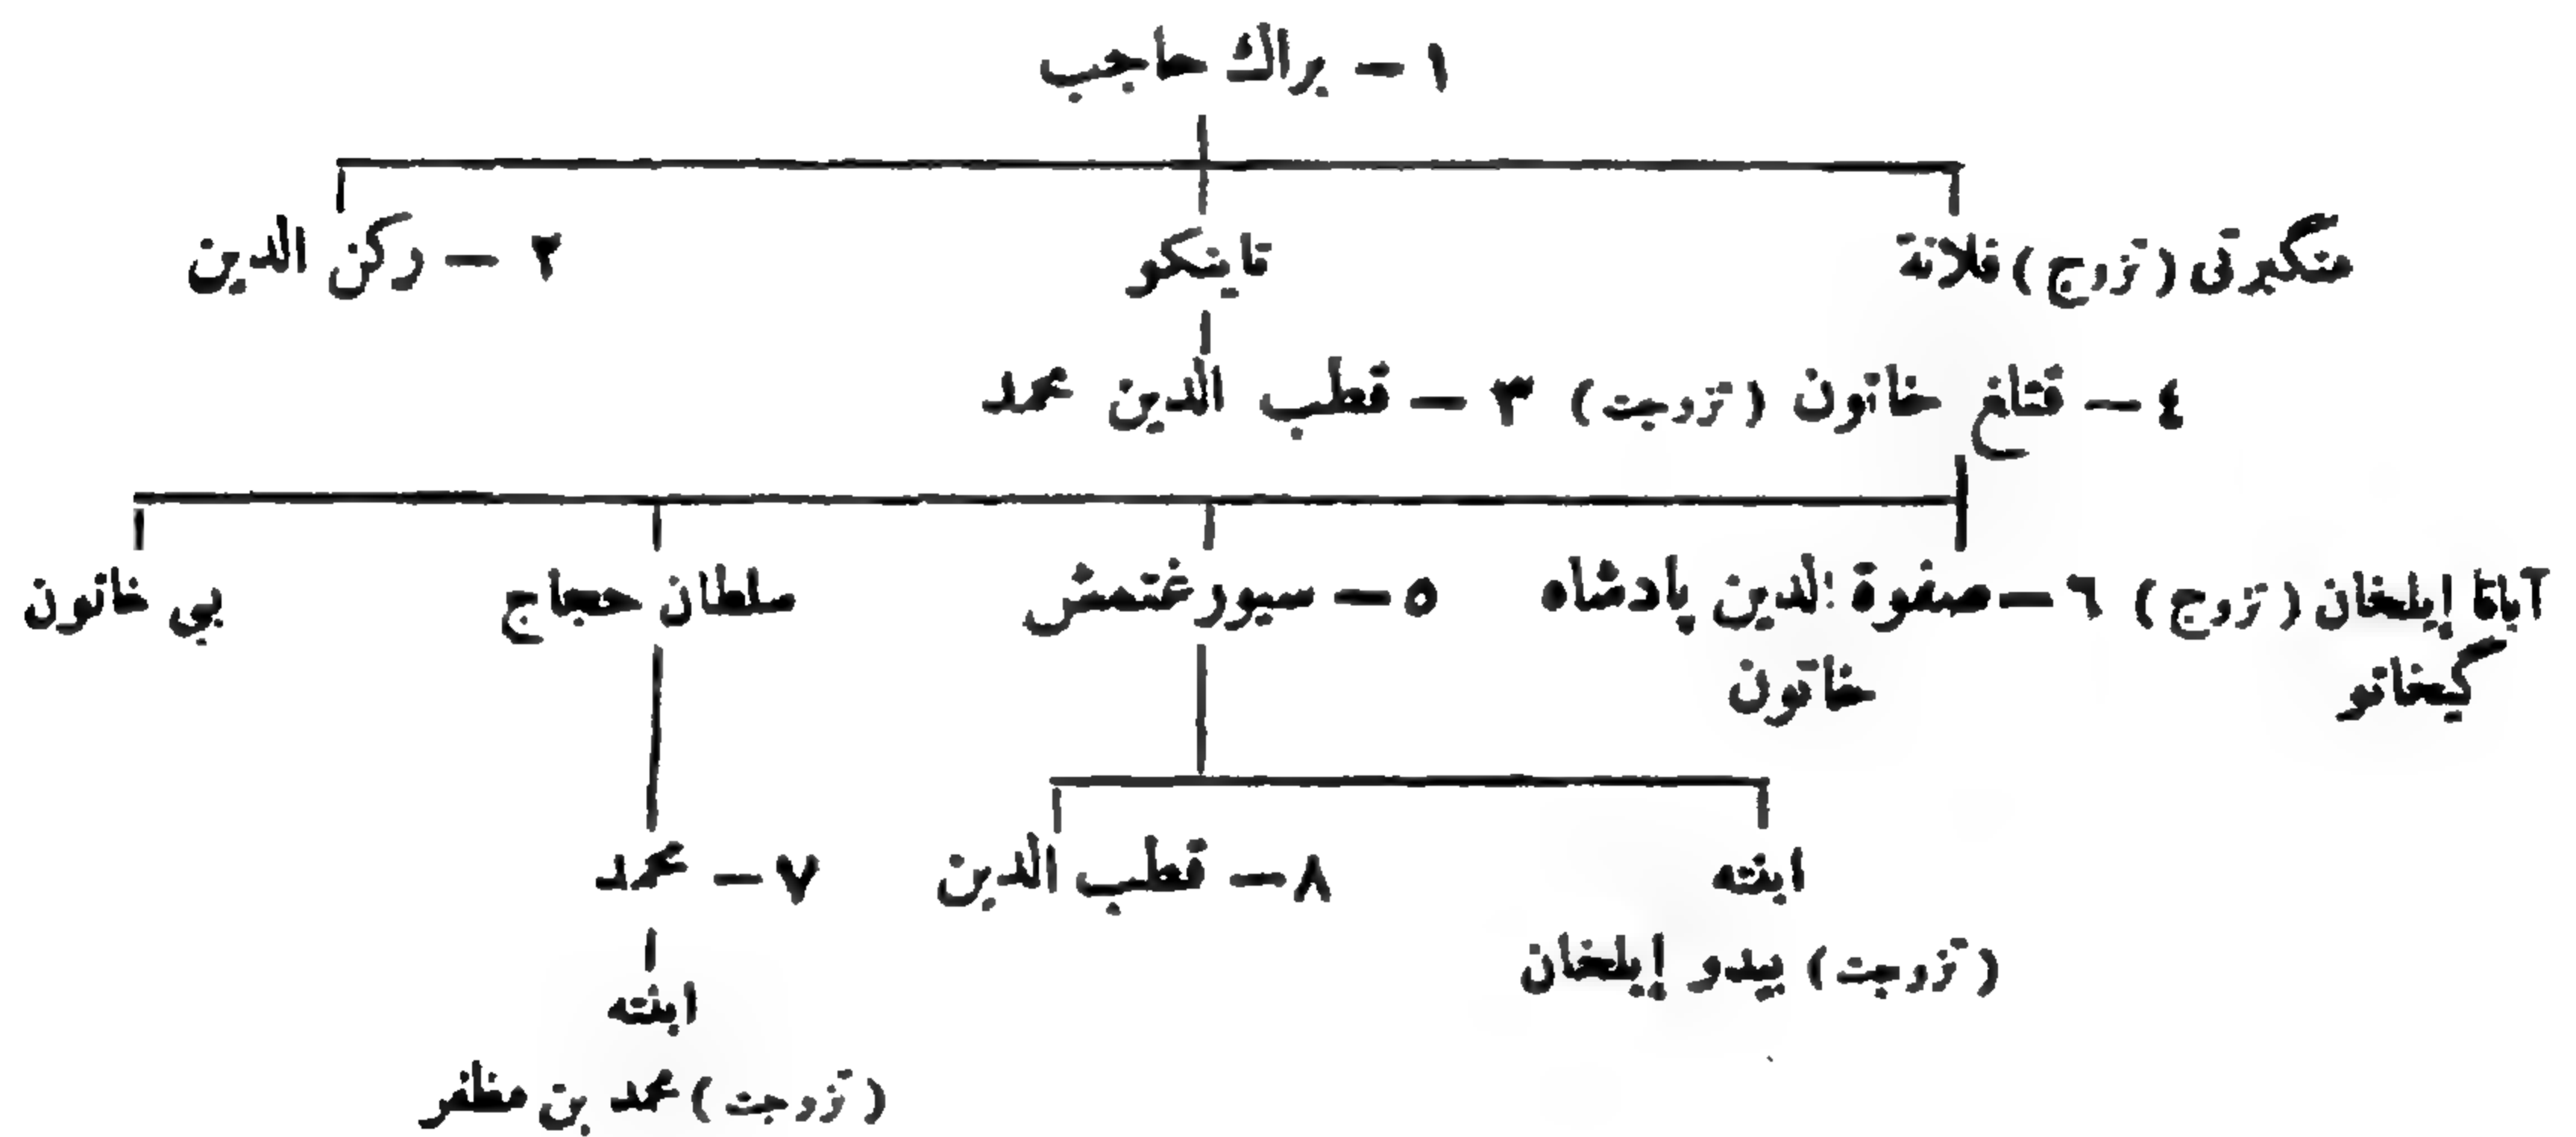 ١ - براك حاجب
منكبرتى (تزوج) فلانة
تاينكو
٢ - ركن الدين
٤ - قتلغ خاتون (تزوجت) ٣ - قطب الدين محمد
آباقا إيلخان (تزوج) ٦ - صفوة الدين پادشاه
كيخاتو
خاتون
٥ - سيورغتمش
سلطان حجاج
بي خاتون
ابنته
٨ - قطب الدين
٧ - محمد
(تزوجت) بيدو إيلخان
ابنته
(تزوجت) محمد بن مظفر